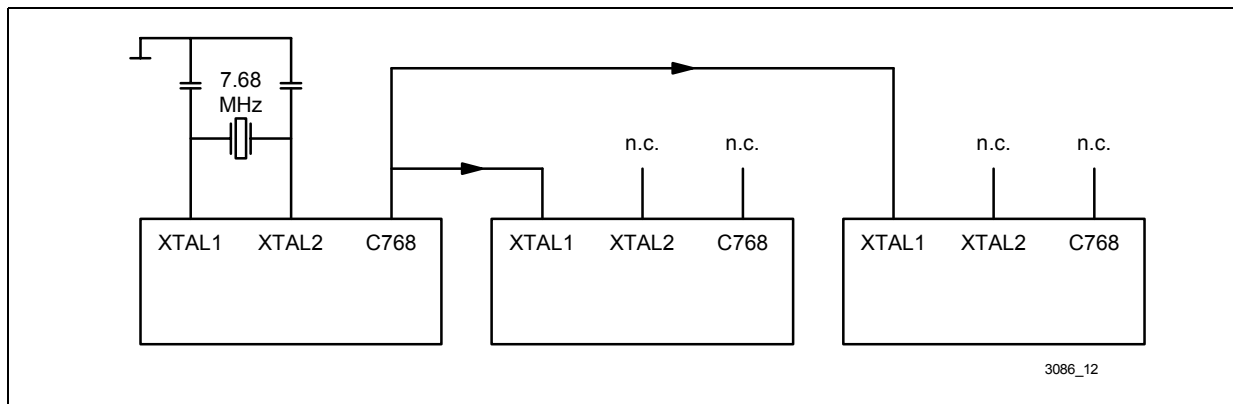 7.68
MHz
n.c. n.c. n.c. n.c.
XTAL1 XTAL2 C768 XTAL1 XTAL2 C768 XTAL1 XTAL2 C768
3086_12